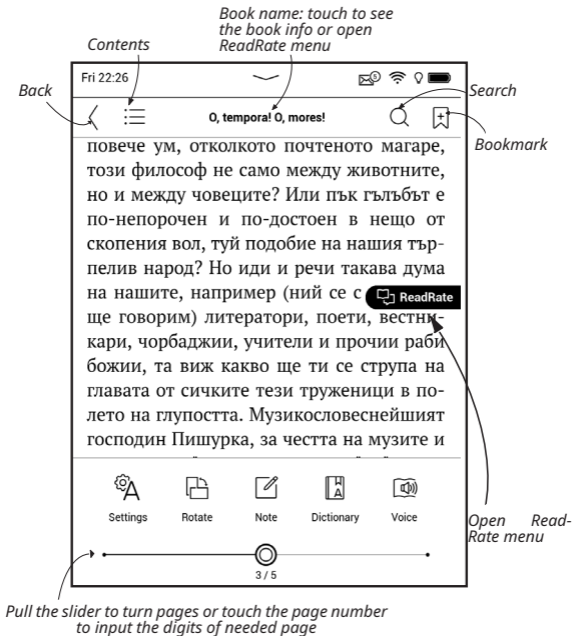 Book name: touch to see
the book info or open
ReadRate menu
Contents
Back
Fri 22:26
5
Search
O, tempora! O, mores!
Bookmark
повече ум, отколкото почтеното магаре,
този философ не само между животните,
но и между човеците? Или пък гълъбът е
по-непорочен и по-достоен в нещо от
скопения вол, туй подобие на нашия тър-
пелив народ? Но иди и речи такава дума
на нашите, например (ний се с
ReadRate
ще говорим) литератори, поети, вестни-
кари, чорбаджии, учители и прочии раби
божии, та виж какво ще ти се струпа на
главата от сичките тези труженици в по-
лето на глупостта. Музикословеснейшият
господин Пишурка, за честта на музите и
Settings Rotate Note Dictionary Voice
Open Read-
Rate menu
3 / 5
Pull the slider to turn pages or touch the page number
to input the digits of needed page